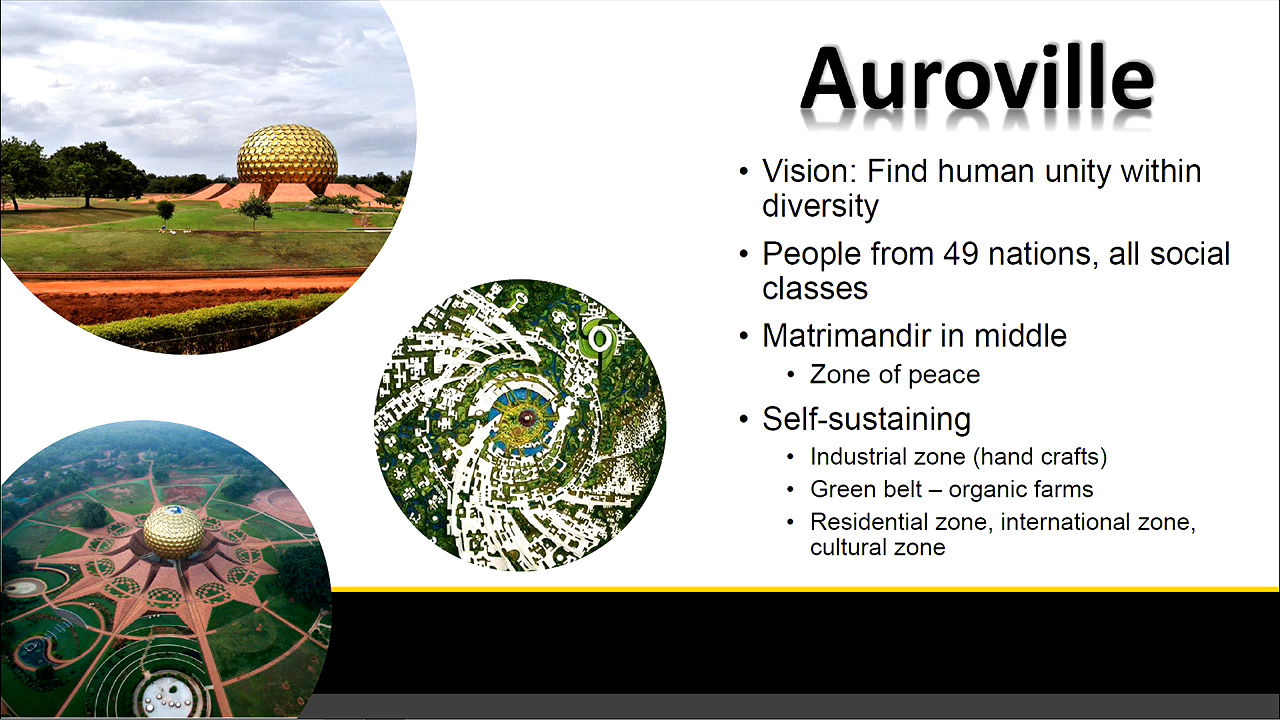 Auroville
• Vision: Find human unity within
diversity
• People from 49 nations, all social
classes
• Matrimandir in middle
• Zone of peace
• Self-sustaining
• Industrial zone (hand crafts)
• Green belt – organic farms
• Residential zone, international zone,
cultural zone